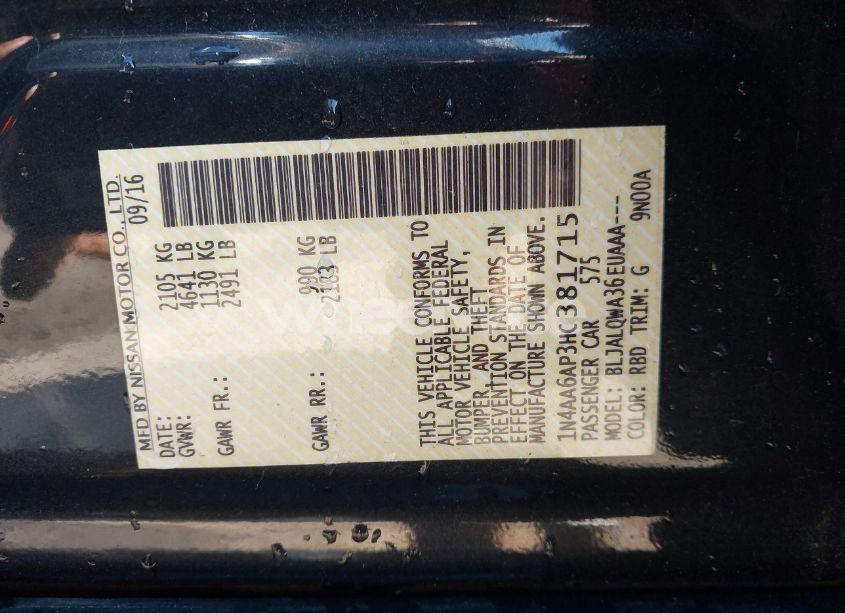 MFD BY NISSAN MOTOR CO., LTD.
DATE: 09/16
GVWR: 2105 KG
4641 LB
GAWR FR.: 1130 KG
2491 LB
GAWR RR.: 990 KG
2183 LB
THIS VEHICLE CONFORMS TO
ALL APPLICABLE FEDERAL
MOTOR VEHICLE SAFETY,
BUMPER, AND THEFT
PREVENTION STANDARDS IN
EFFECT ON THE DATE OF
MANUFACTURE SHOWN ABOVE.
1N4AA6AP3HC381715
PASSENGER CAR 575
MODEL: BLJALQWA36EUAAA---
COLOR: RBD TRIM: G 9N00A